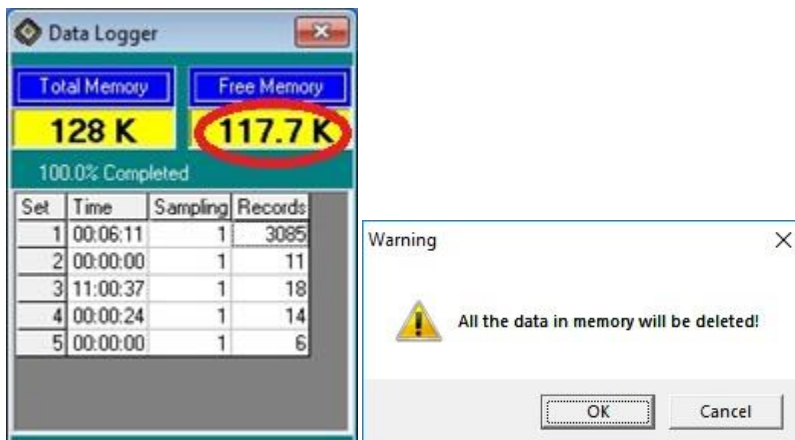 Data Logger
Total Memory Free Memory
128 K 117.7 K
100.0% Completed
Set Time Sampling Records
1 00:06:11 1 3085
2 00:00:00 1 11
3 11:00:37 1 18
4 00:00:24 1 14
5 00:00:00 1 6
Warning
All the data in memory will be deleted!
OK Cancel